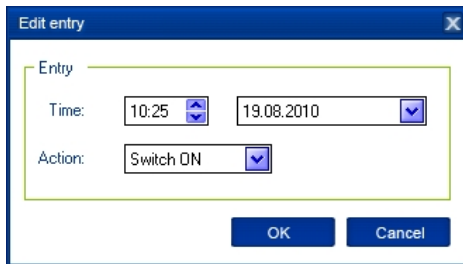 Edit entry
Entry
Time: 10:25 19.08.2010
Action: Switch ON
OK Cancel